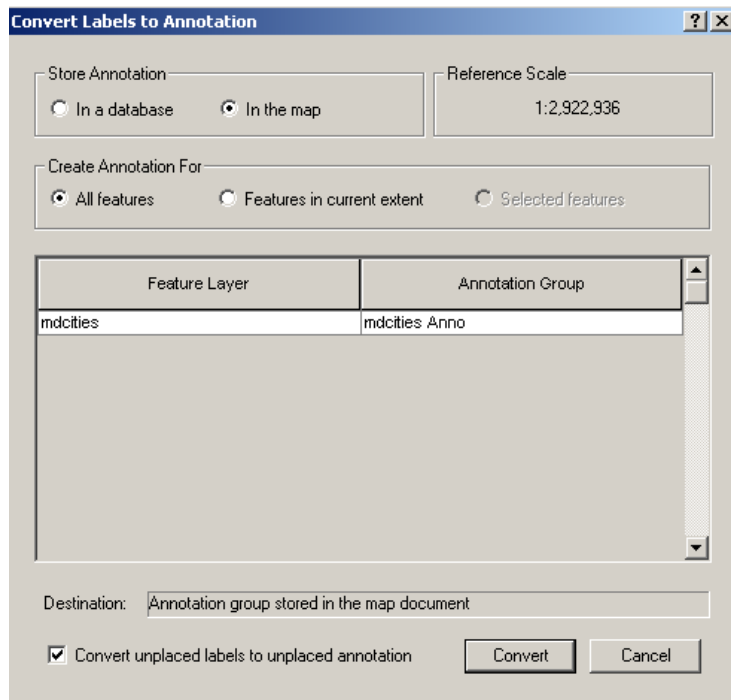 Convert Labels to Annotation
Store Annotation
In a database In the map
Reference Scale
1:2,922,936
Create Annotation For
All features Features in current extent Selected features
Feature Layer Annotation Group
mdcities mdcities Anno
Destination: Annotation group stored in the map document
Convert unplaced labels to unplaced annotation Convert Cancel